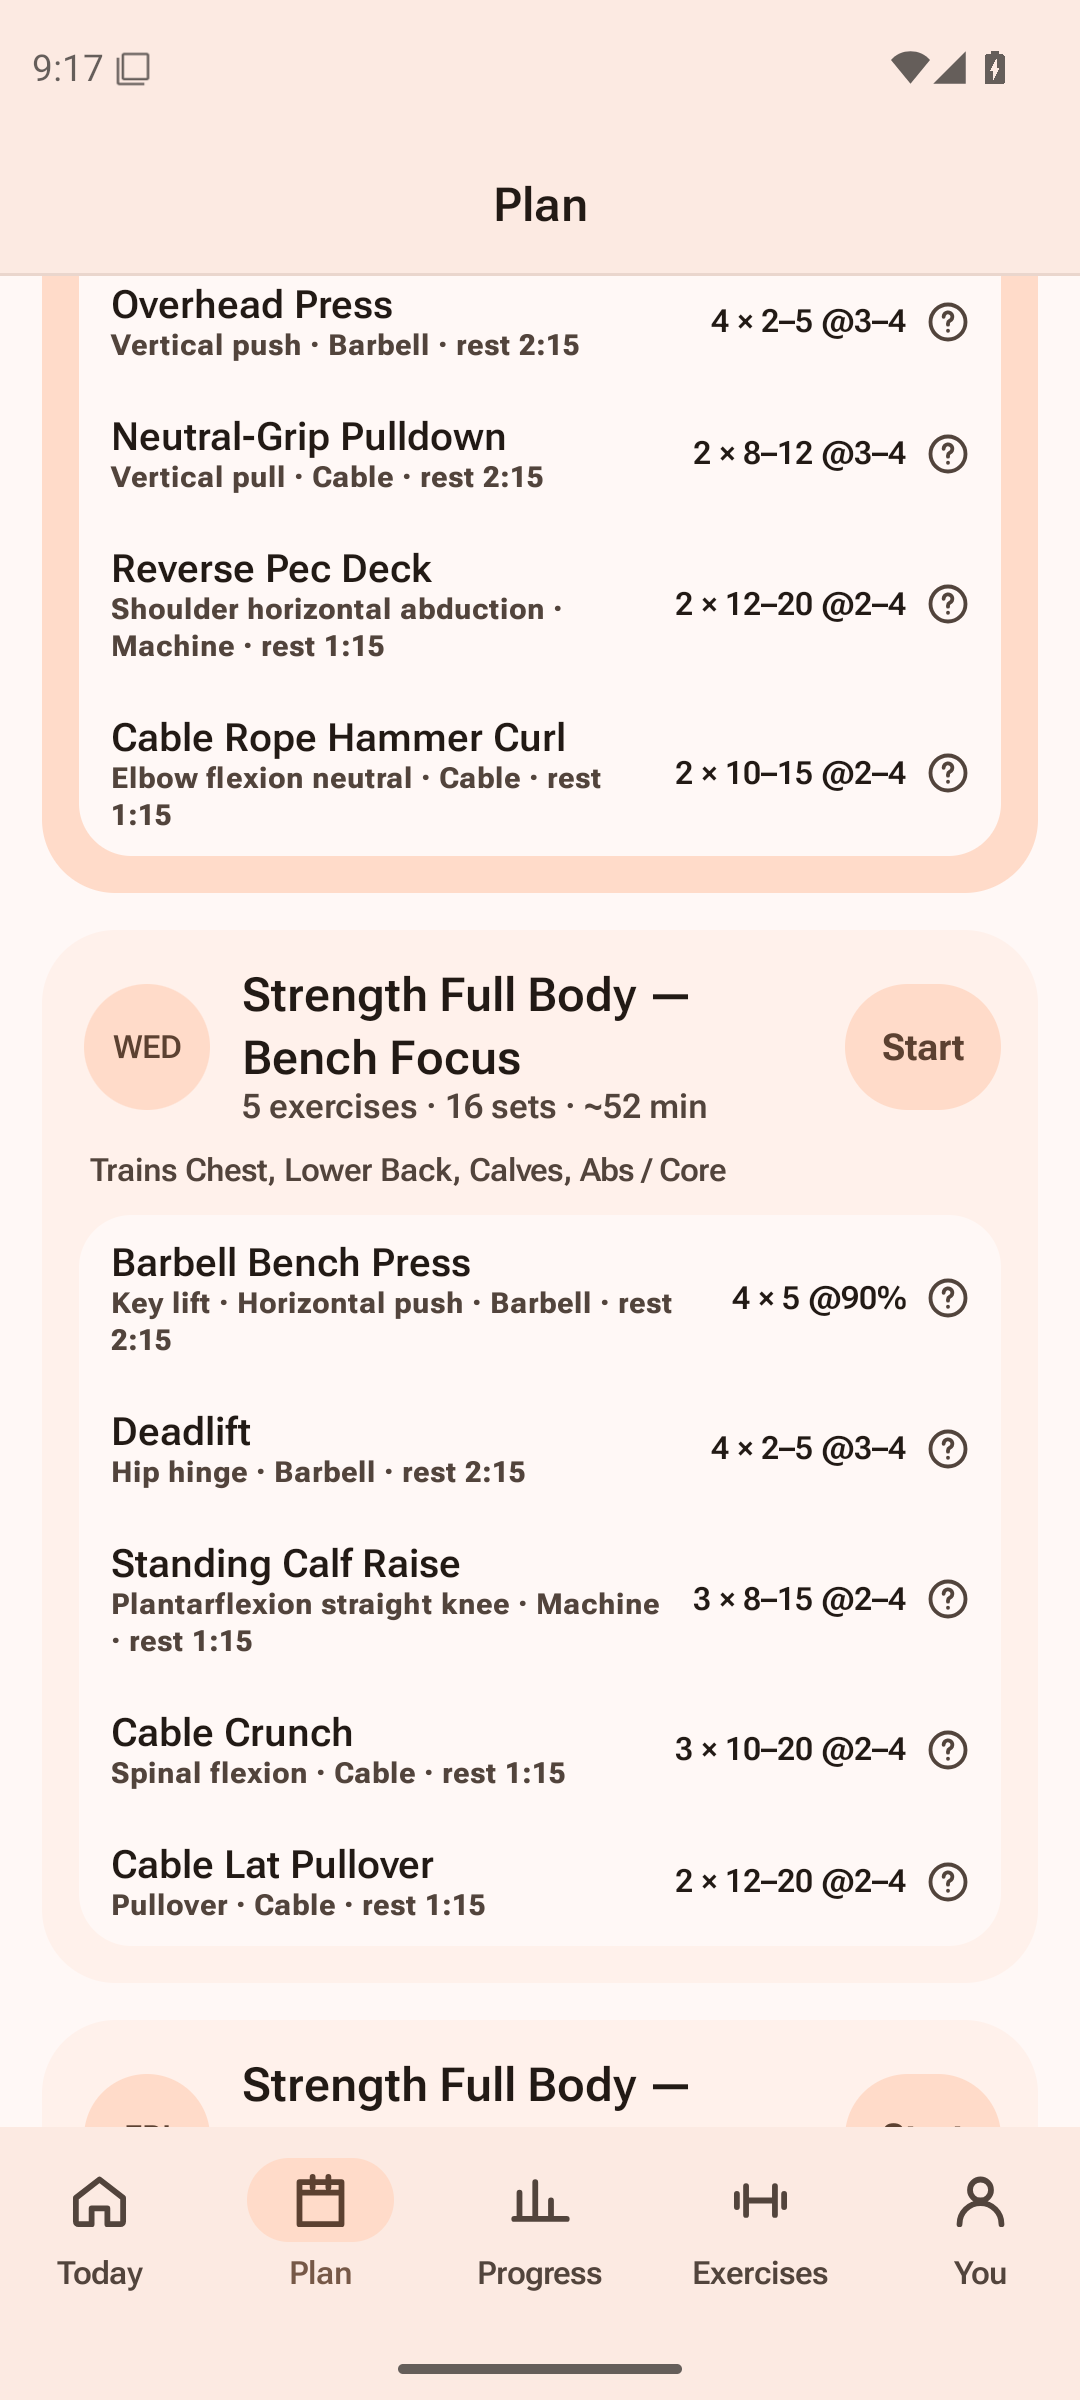 9:17
Plan
Overhead Press
Vertical push · Barbell · rest 2:15
4 × 2–5 @3–4
Neutral-Grip Pulldown
Vertical pull · Cable · rest 2:15
2 × 8–12 @3–4
Reverse Pec Deck
Shoulder horizontal abduction ·
Machine · rest 1:15
2 × 12–20 @2–4
Cable Rope Hammer Curl
Elbow flexion neutral · Cable · rest
1:15
2 × 10–15 @2–4
WED
Strength Full Body —
Bench Focus
5 exercises · 16 sets · ~52 min
Start
Trains Chest, Lower Back, Calves, Abs / Core
Barbell Bench Press
Key lift · Horizontal push · Barbell · rest
2:15
4 × 5 @90%
Deadlift
Hip hinge · Barbell · rest 2:15
4 × 2–5 @3–4
Standing Calf Raise
Plantarflexion straight knee · Machine
· rest 1:15
3 × 8–15 @2–4
Cable Crunch
Spinal flexion · Cable · rest 1:15
3 × 10–20 @2–4
Cable Lat Pullover
Pullover · Cable · rest 1:15
2 × 12–20 @2–4
Strength Full Body —
Today
Plan
Progress
Exercises
You